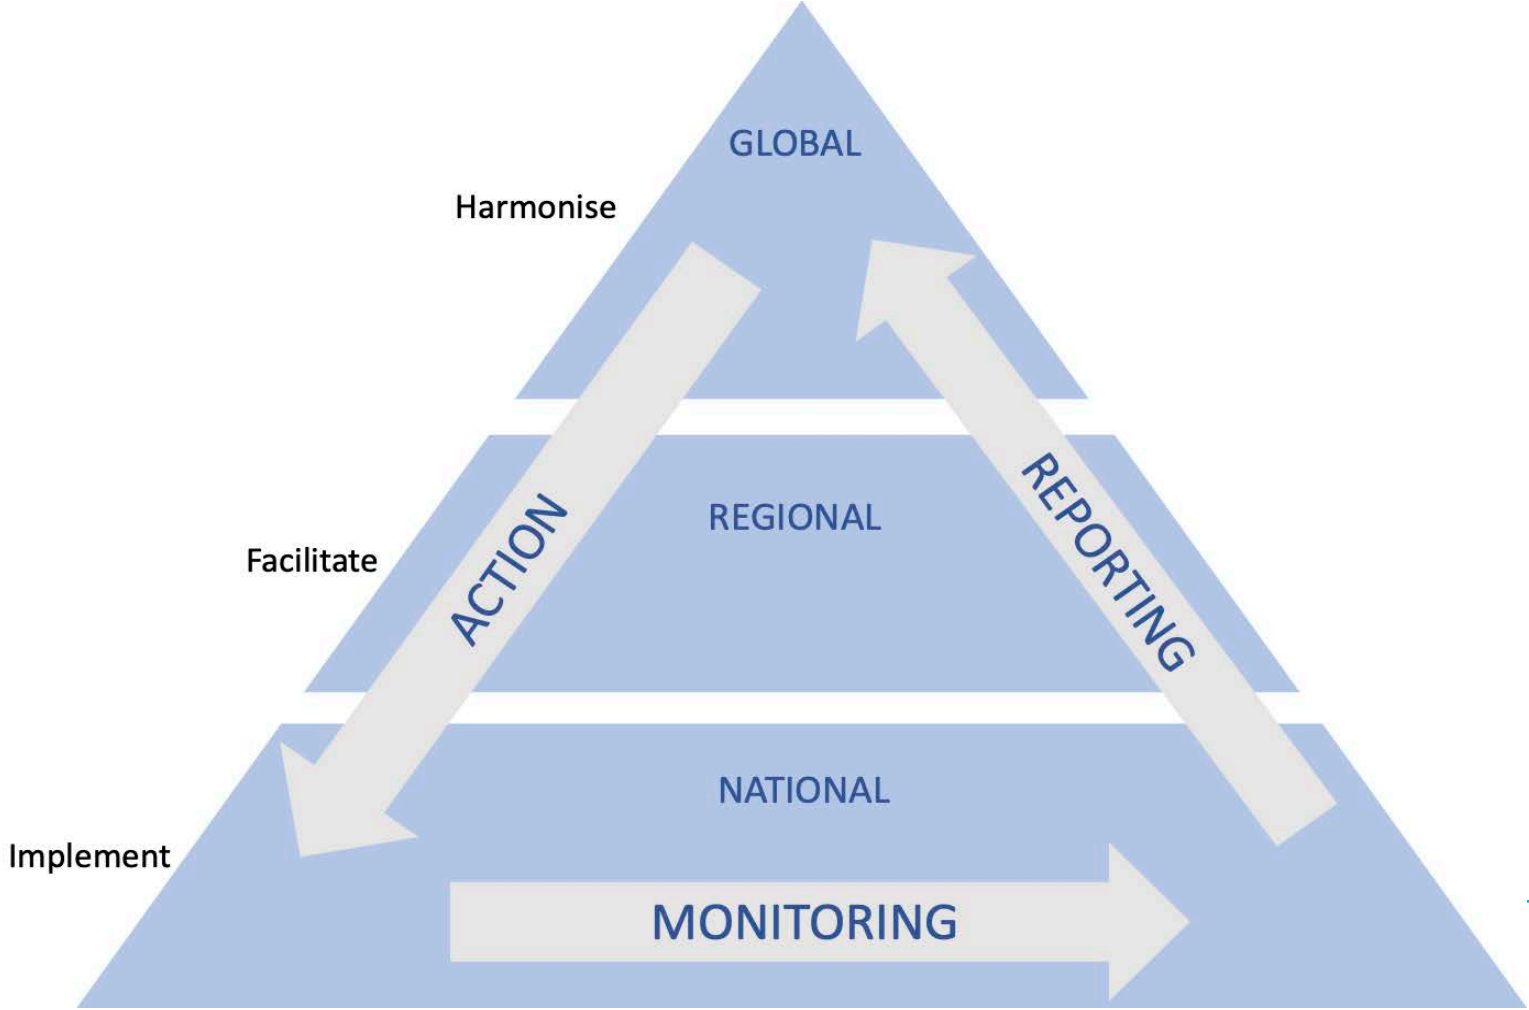 GLOBAL
Harmonise
REGIONAL
REPORTING
ACTION
Facilitate
NATIONAL
Implement
MONITORING